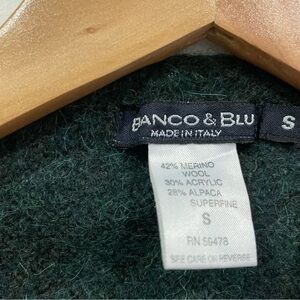 BANCO & BLU
MADE IN ITALY
S
42% MERINO
WOOL
30% ACRYLIC
28% ALPACA
SUPERFINE
S
RN 59478
SEE CARE ON REVERSE